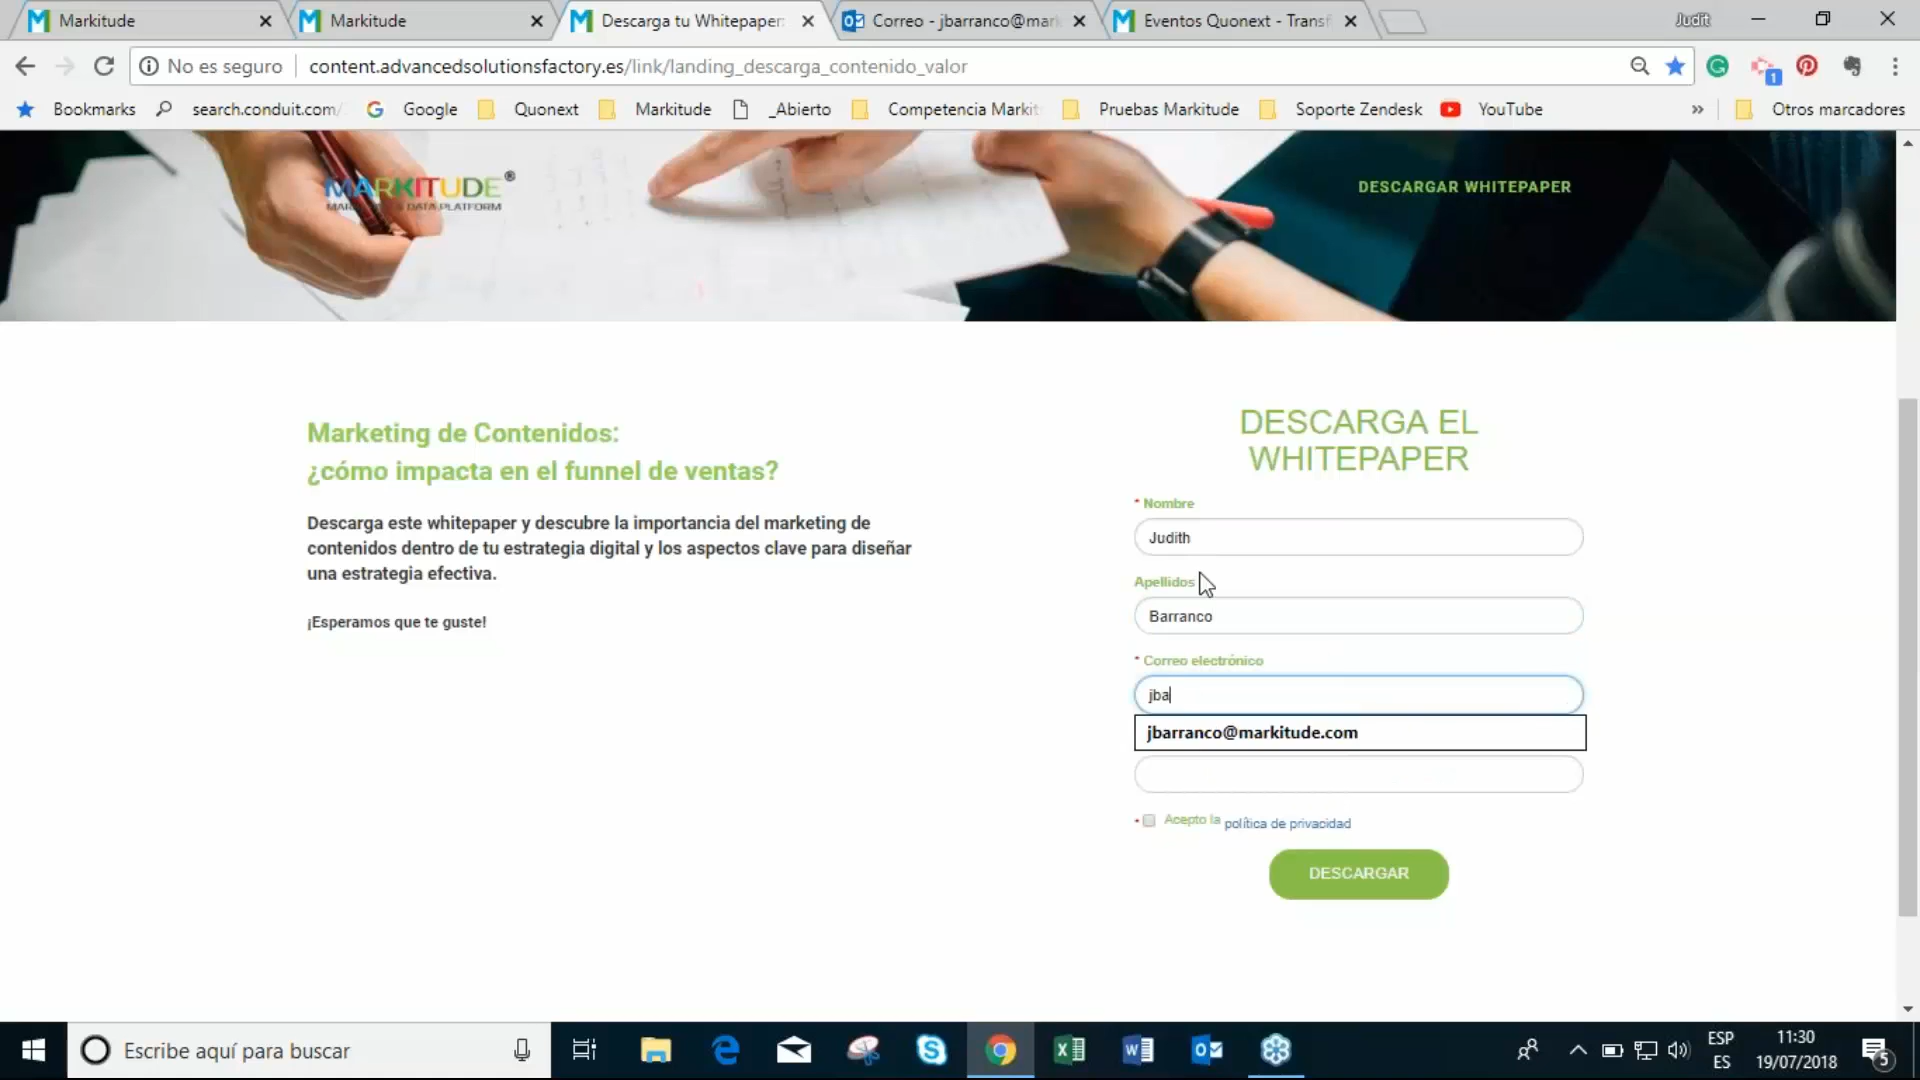 Markitude
Markitude
Descarga tu Whitepaper:
Correo - jbarranco@mark
Eventos Quonext - Transf
Judit
No es seguro
content.advancedsolutionsfactory.es/link/landing_descarga_contenido_valor
1
Bookmarks
search.conduit.com/
Google
Quonext
Markitude
_Abierto
Competencia Markit
Pruebas Markitude
Soporte Zendesk
YouTube
»
Otros marcadores
MARKITUDE®
DESCARGAR WHITEPAPER
Marketing de Contenidos:
¿cómo impacta en el funnel de ventas?
Descarga este whitepaper y descubre la importancia del marketing de
contenidos dentro de tu estrategia digital y los aspectos clave para diseñar
una estrategia efectiva.
¡Esperamos que te guste!
DESCARGA EL
WHITEPAPER
* Nombre
Judith
Apellidos
Barranco
* Correo electrónico
jba
jbarranco@markitude.com
* Acepto la política de privacidad
DESCARGAR
Escribe aquí para buscar
ESP
ES
11:30
19/07/2018
5